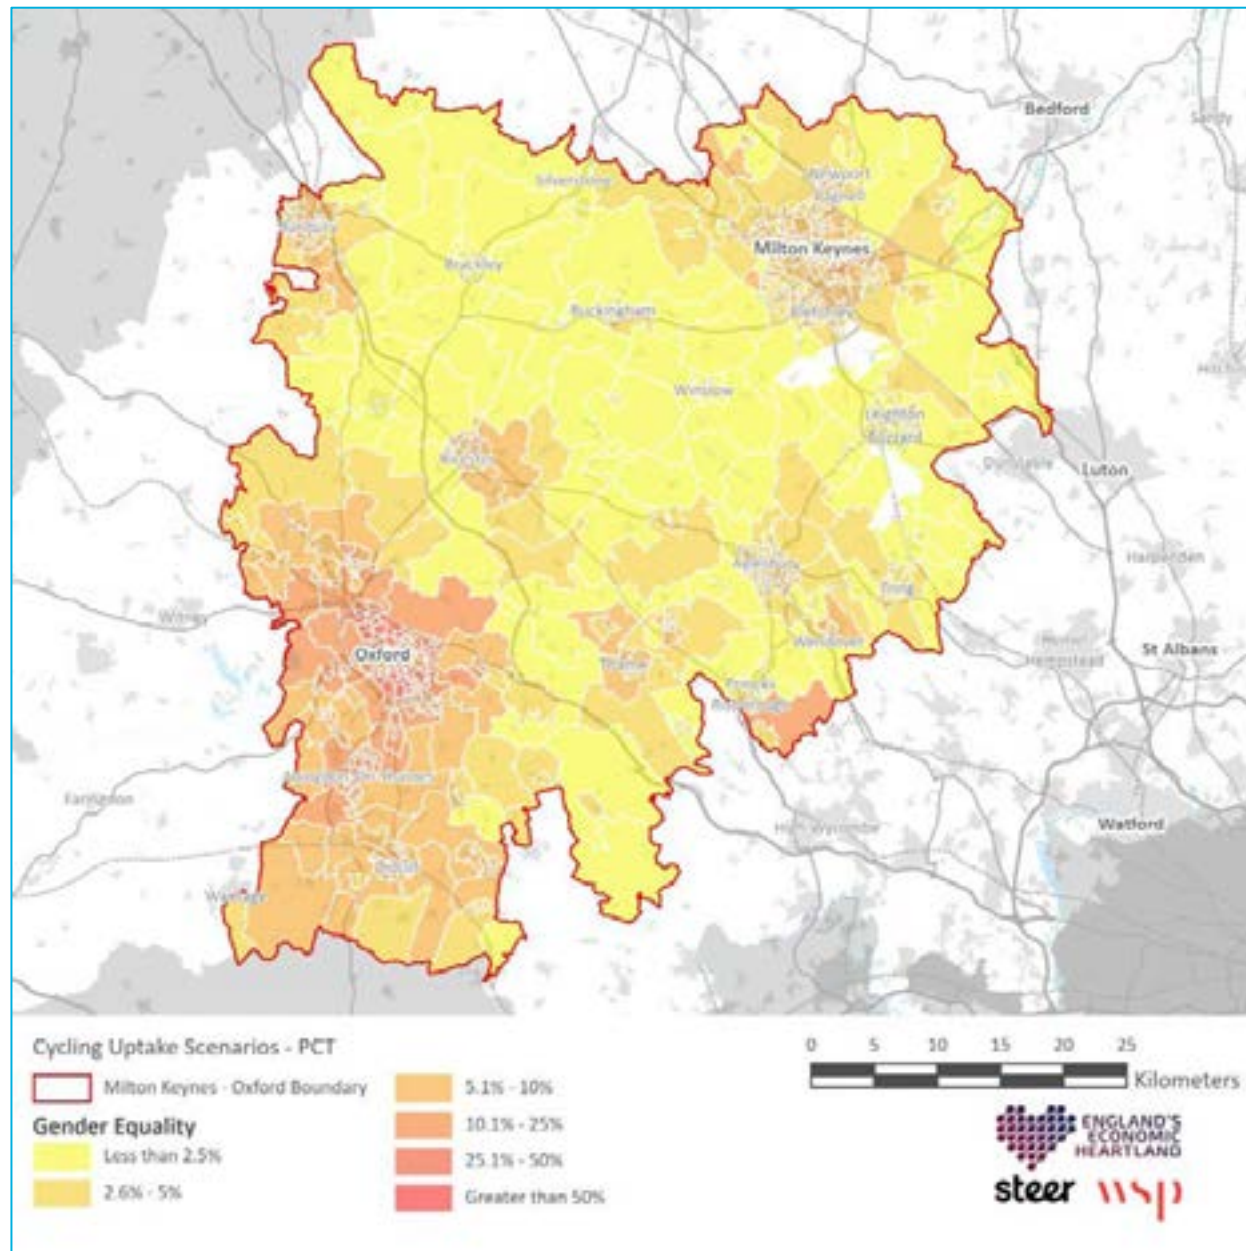 Bedford
Sandy
Newport
Pagnell
Silverstone
Banbury
Milton Keynes
Brackley
Buckingham
Bletchley
Winslow
Leighton
Buzzard
Bicester
Dunstable
Luton
Harpenden
Aylesbury
Tring
Witney
Oxford
Wendover
Hemel
Hempstead
St Albans
Thame
Princes
Risborough
Abingdon-on-Thames
Faringdon
High Wycombe
Watford
Didcot
Wantage
Cycling Uptake Scenarios - PCT
Milton Keynes - Oxford Boundary
Gender Equality
Less than 2.5%
2.6% - 5%
5.1% - 10%
10.1% - 25%
25.1% - 50%
Greater than 50%
0 5 10 15 20 25
Kilometers
ENGLAND'S
ECONOMIC
HEARTLAND
steer wsp